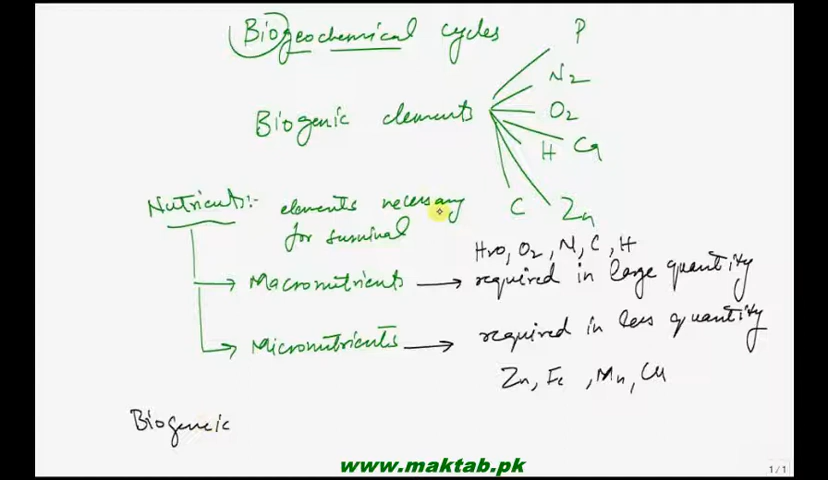 Biogeochemical cycles
P
N2
Biogenic elements
O2
H Ca
C Zn
Nutrients:- elements necessary
for survival
H2O, O2, N, C, H
Macronutrients → required in large quantity
Micronutrients → required in less quantity
Zn, Fe, Mn, Cu
Biogeneic
www.maktab.pk
1/1